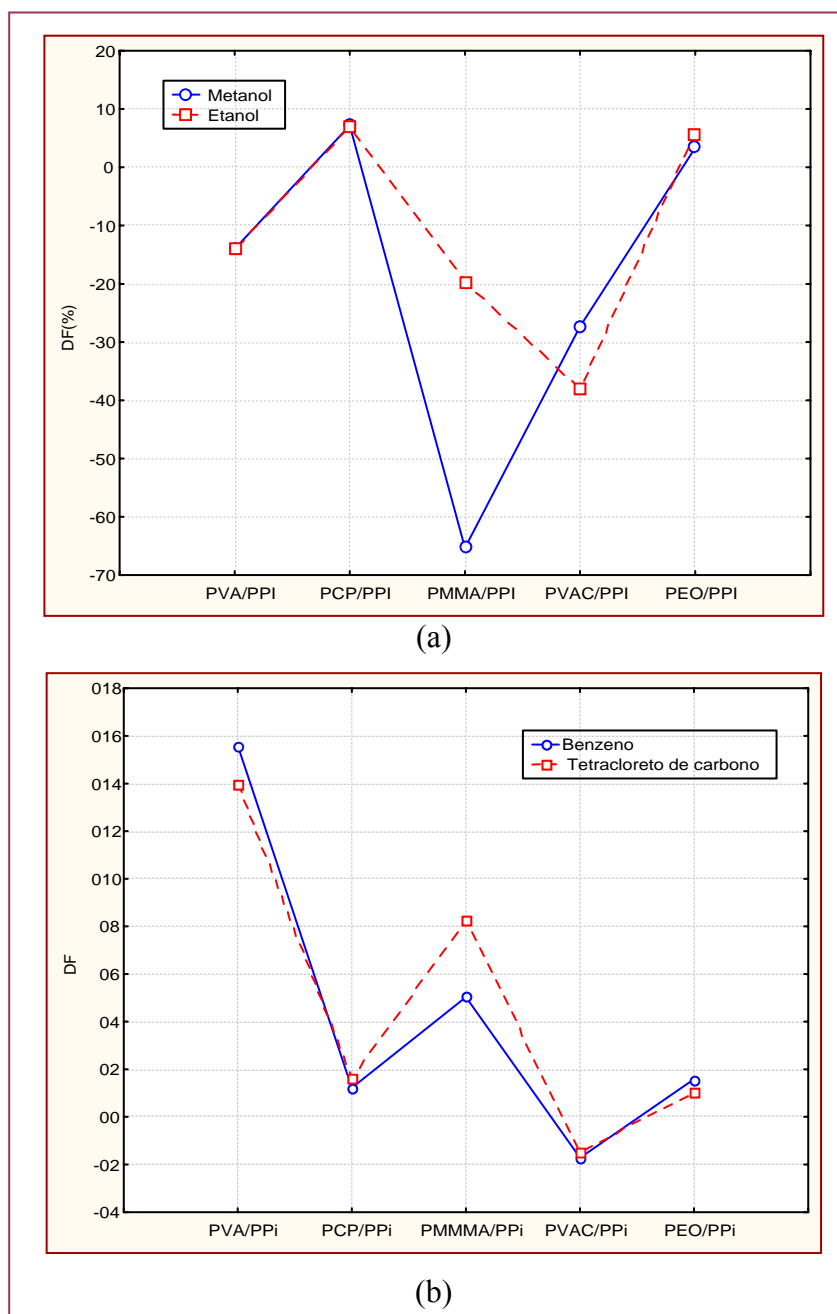 20
10
0
-10
-20
-30
-40
-50
-60
-70
DF(%)
Metanol
Etanol
PVA/PPI PCP/PPI PMMA/PPI PVAC/PPI PEO/PPI
(a)
018
016
014
012
010
08
06
04
02
00
-02
-04
DF
Benzeno
Tetracloreto de carbono
PVA/PPi PCP/PPi PMMMA/PPi PVAC/PPi PEO/PPi
(b)